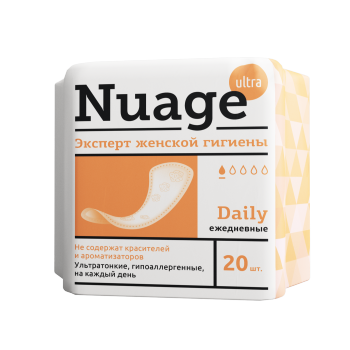 ultra
Nuage
Эксперт женской гигиены
Daily
ежедневные
Не содержат красителей
и ароматизаторов
Ультратонкие, гипоаллергенные,
на каждый день
20 шт.